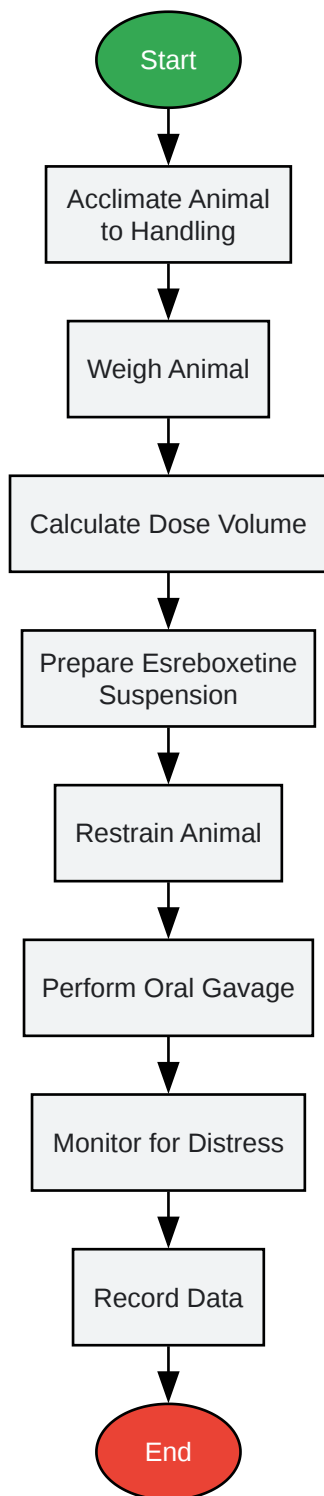 Start
Acclimate Animal
to Handling
Weigh Animal
Calculate Dose Volume
Prepare Esreboxetine
Suspension
Restrain Animal
Perform Oral Gavage
Monitor for Distress
Record Data
End